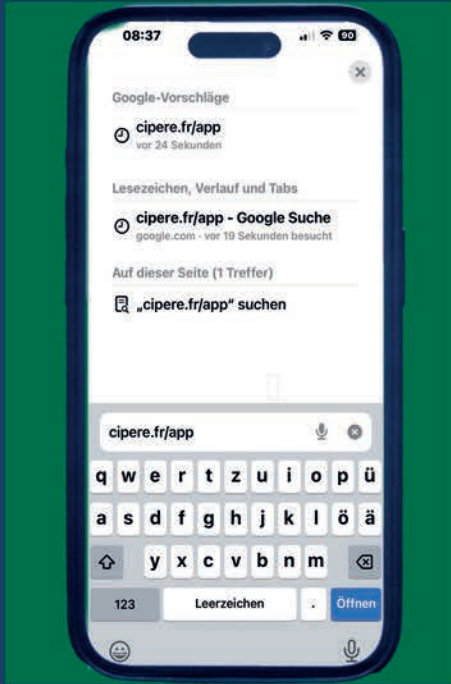 08:37
90
Google-Vorschläge
cipere.fr/app
vor 24 Sekunden
Lesezeichen, Verlauf und Tabs
cipere.fr/app - Google Suche
google.com - vor 19 Sekunden besucht
Auf dieser Seite (1 Treffer)
„cipere.fr/app“ suchen
cipere.fr/app
q w e r t z u i o p ü
a s d f g h j k l ö ä
y x c v b n m
123 Leerzeichen . Öffnen